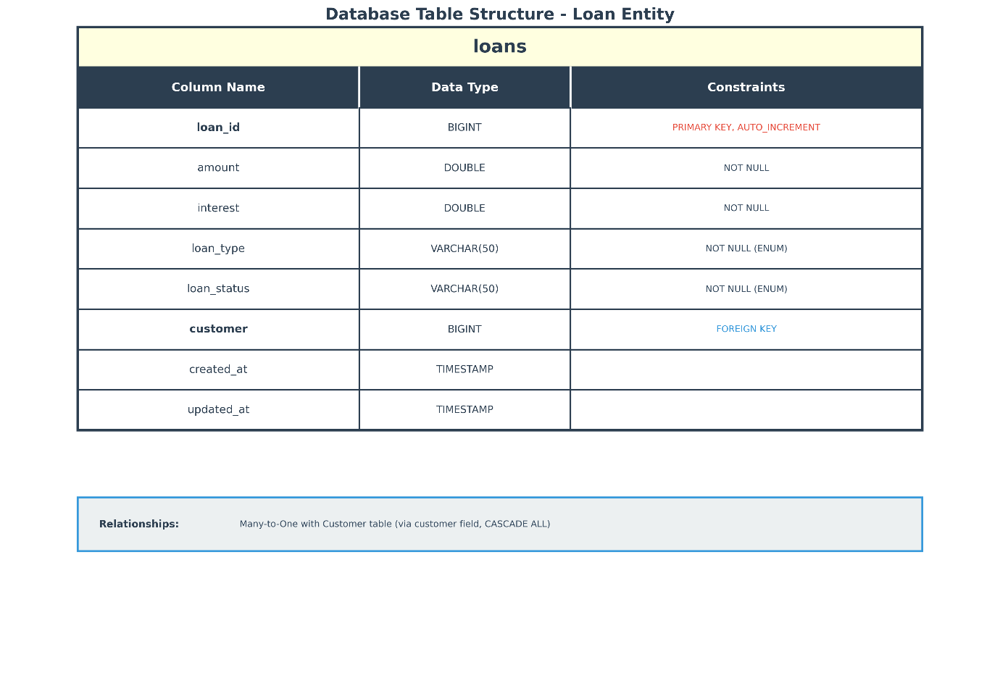 Database Table Structure - Loan Entity
loans
Column Name Data Type Constraints
loan_id BIGINT PRIMARY KEY, AUTO_INCREMENT
amount DOUBLE NOT NULL
interest DOUBLE NOT NULL
loan_type VARCHAR(50) NOT NULL (ENUM)
loan_status VARCHAR(50) NOT NULL (ENUM)
customer BIGINT FOREIGN KEY
created_at TIMESTAMP
updated_at TIMESTAMP
Relationships: Many-to-One with Customer table (via customer field, CASCADE ALL)